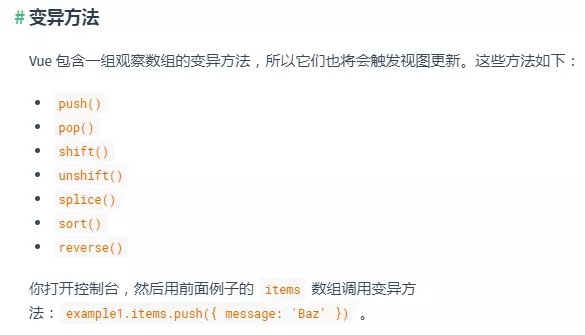 # 变异方法
Vue 包含一组观察数组的变异方法，所以它们也将会触发视图更新。这些方法如下：
• push()
• pop()
• shift()
• unshift()
• splice()
• sort()
• reverse()
你打开控制台，然后用前面例子的 items 数组调用变异方
法：example1.items.push({ message: 'Baz' }) 。